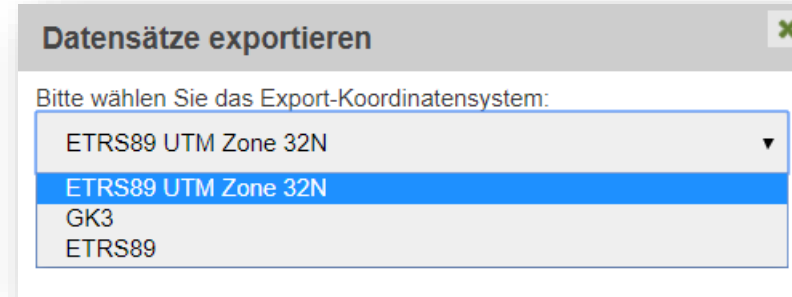 Datensätze exportieren
Bitte wählen Sie das Export-Koordinatensystem:
ETRS89 UTM Zone 32N
ETRS89 UTM Zone 32N
GK3
ETRS89